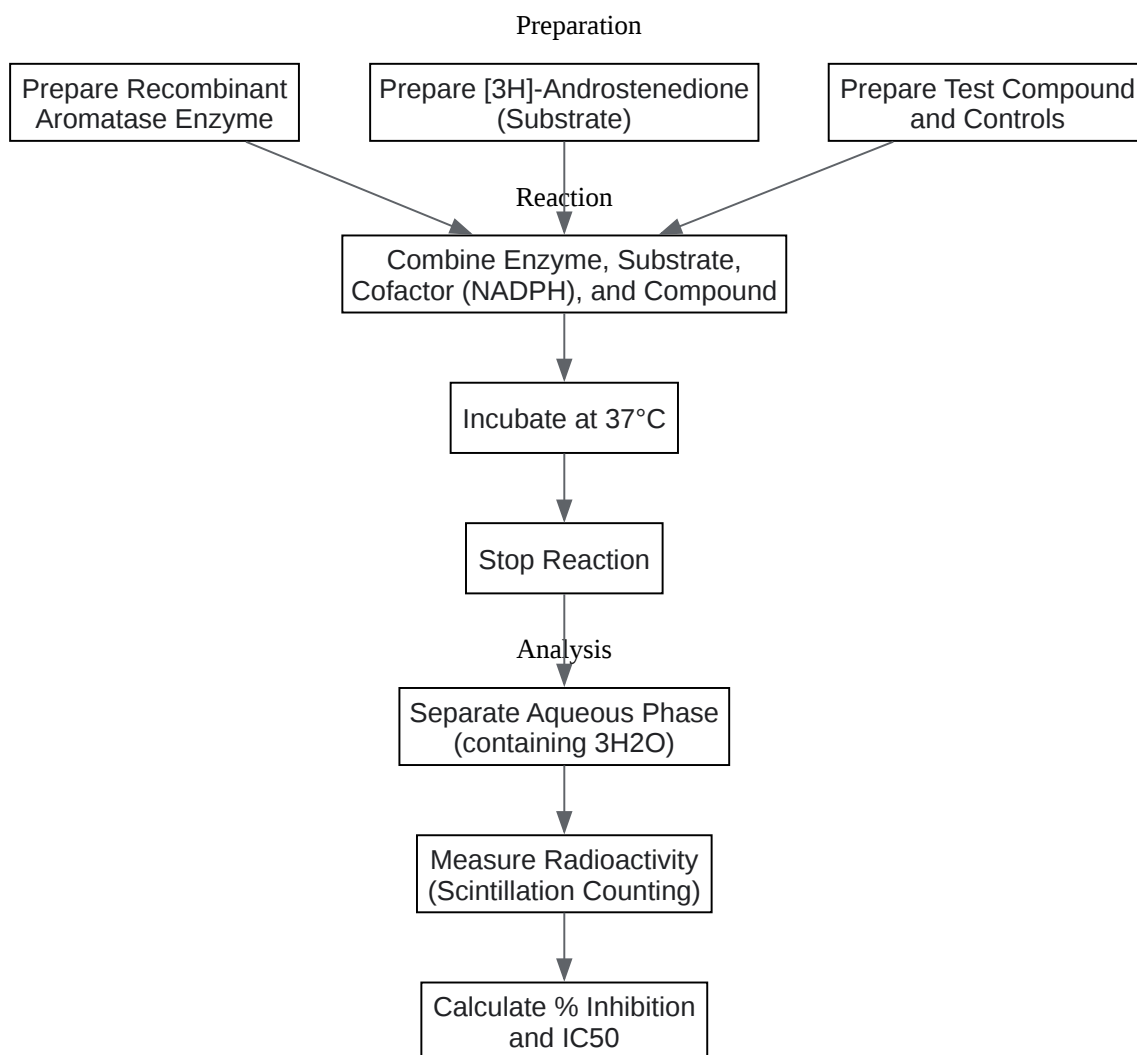 Preparation
Prepare Recombinant
Aromatase Enzyme
Prepare [3H]-Androstenedione
(Substrate)
Prepare Test Compound
and Controls
Reaction
Combine Enzyme, Substrate,
Cofactor (NADPH), and Compound
Incubate at 37°C
Stop Reaction
Analysis
Separate Aqueous Phase
(containing 3H2O)
Measure Radioactivity
(Scintillation Counting)
Calculate % Inhibition
and IC50